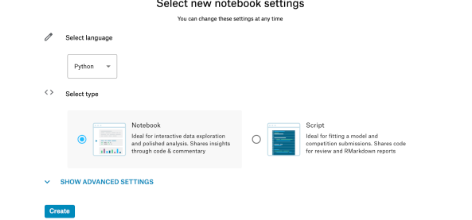 Select new notebook settings
You can change these settings at any time
Select language
Python
Select type
Notebook
Ideal for interactive data exploration
and polished analysis. Shares insights
through code & commentary
Script
Ideal for fitting a model and
competition submissions. Shares code
for review and RMarkdown reports
SHOW ADVANCED SETTINGS
Create